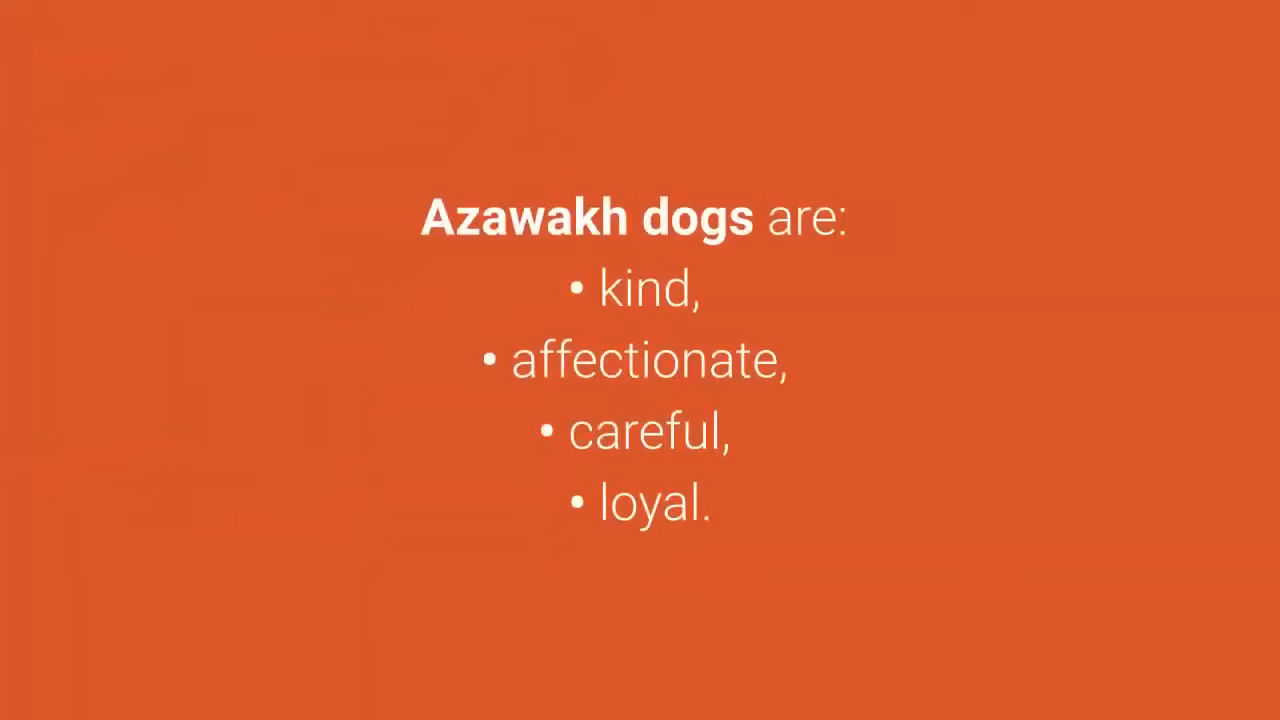 Azawakh dogs are:
• kind,
• affectionate,
• careful,
• loyal.